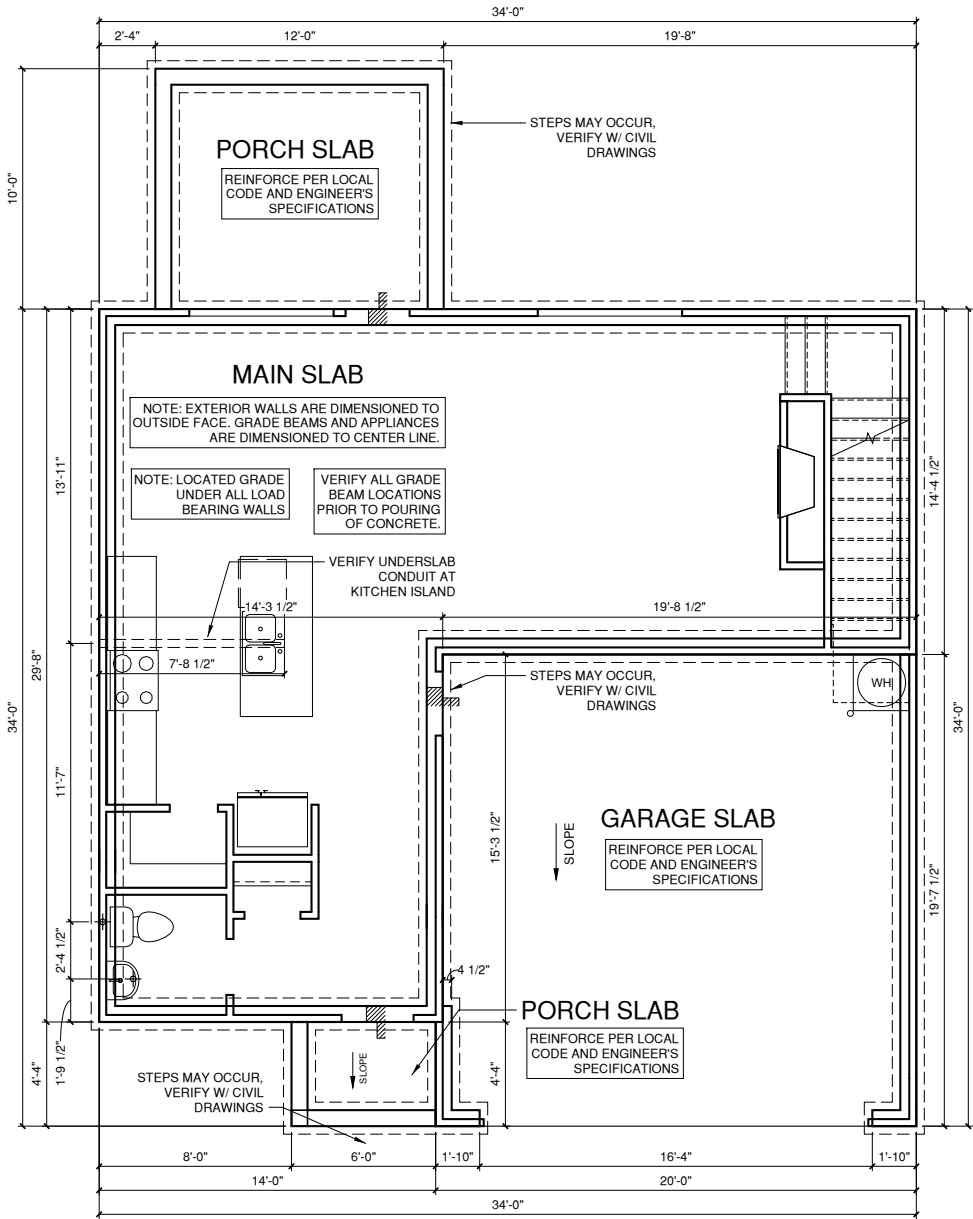 34'-0"
2'-4"
12'-0"
19'-8"
STEPS MAY OCCUR,
VERIFY W/ CIVIL
DRAWINGS
PORCH SLAB
REINFORCE PER LOCAL
CODE AND ENGINEER'S
SPECIFICATIONS
10'-0"
MAIN SLAB
NOTE: EXTERIOR WALLS ARE DIMENSIONED TO
OUTSIDE FACE. GRADE BEAMS AND APPLIANCES
ARE DIMENSIONED TO CENTER LINE.
NOTE: LOCATED GRADE
UNDER ALL LOAD
BEARING WALLS
VERIFY ALL GRADE
BEAM LOCATIONS
PRIOR TO POURING
OF CONCRETE.
13'-11"
14'-4 1/2"
VERIFY UNDERSLAB
CONDUIT AT
KITCHEN ISLAND
14'-3 1/2"
19'-8 1/2"
7'-8 1/2"
29'-8"
34'-0"
34'-0"
STEPS MAY OCCUR,
VERIFY W/ CIVIL
DRAWINGS
WH
11'-7"
15'-3 1/2"
SLOPE
GARAGE SLAB
REINFORCE PER LOCAL
CODE AND ENGINEER'S
SPECIFICATIONS
19'-7 1/2"
2'-4 1/2"
4 1/2"
PORCH SLAB
REINFORCE PER LOCAL
CODE AND ENGINEER'S
SPECIFICATIONS
4'-4"
1'-9 1/2"
SLOPE
4'-4"
STEPS MAY OCCUR,
VERIFY W/ CIVIL
DRAWINGS
8'-0"
6'-0"
1'-10"
16'-4"
1'-10"
14'-0"
20'-0"
34'-0"